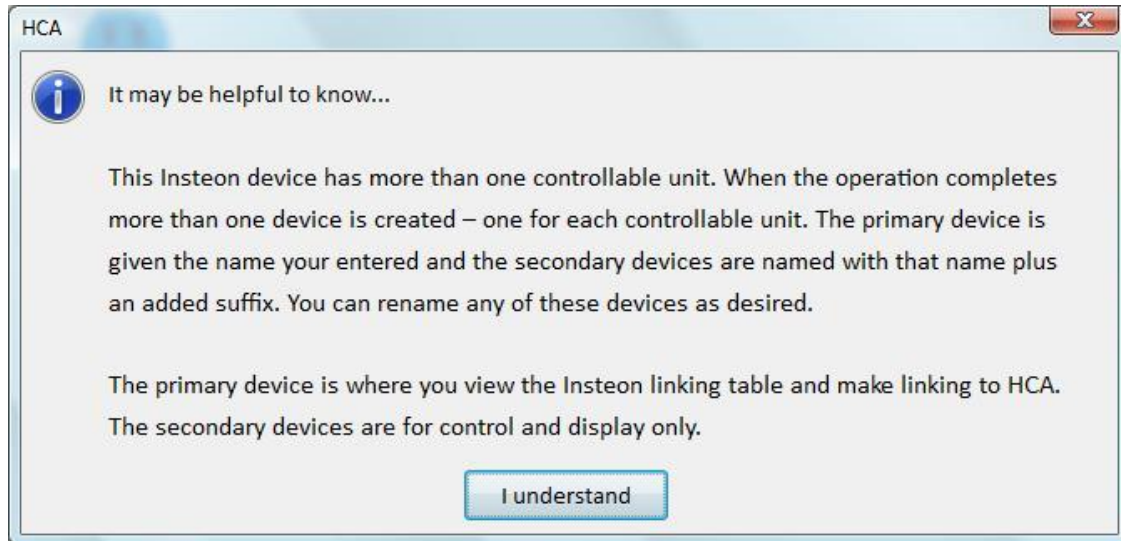 HCA
It may be helpful to know...
This Insteon device has more than one controllable unit. When the operation completes
more than one device is created – one for each controllable unit. The primary device is
given the name your entered and the secondary devices are named with that name plus
an added suffix. You can rename any of these devices as desired.
The primary device is where you view the Insteon linking table and make linking to HCA.
The secondary devices are for control and display only.
I understand